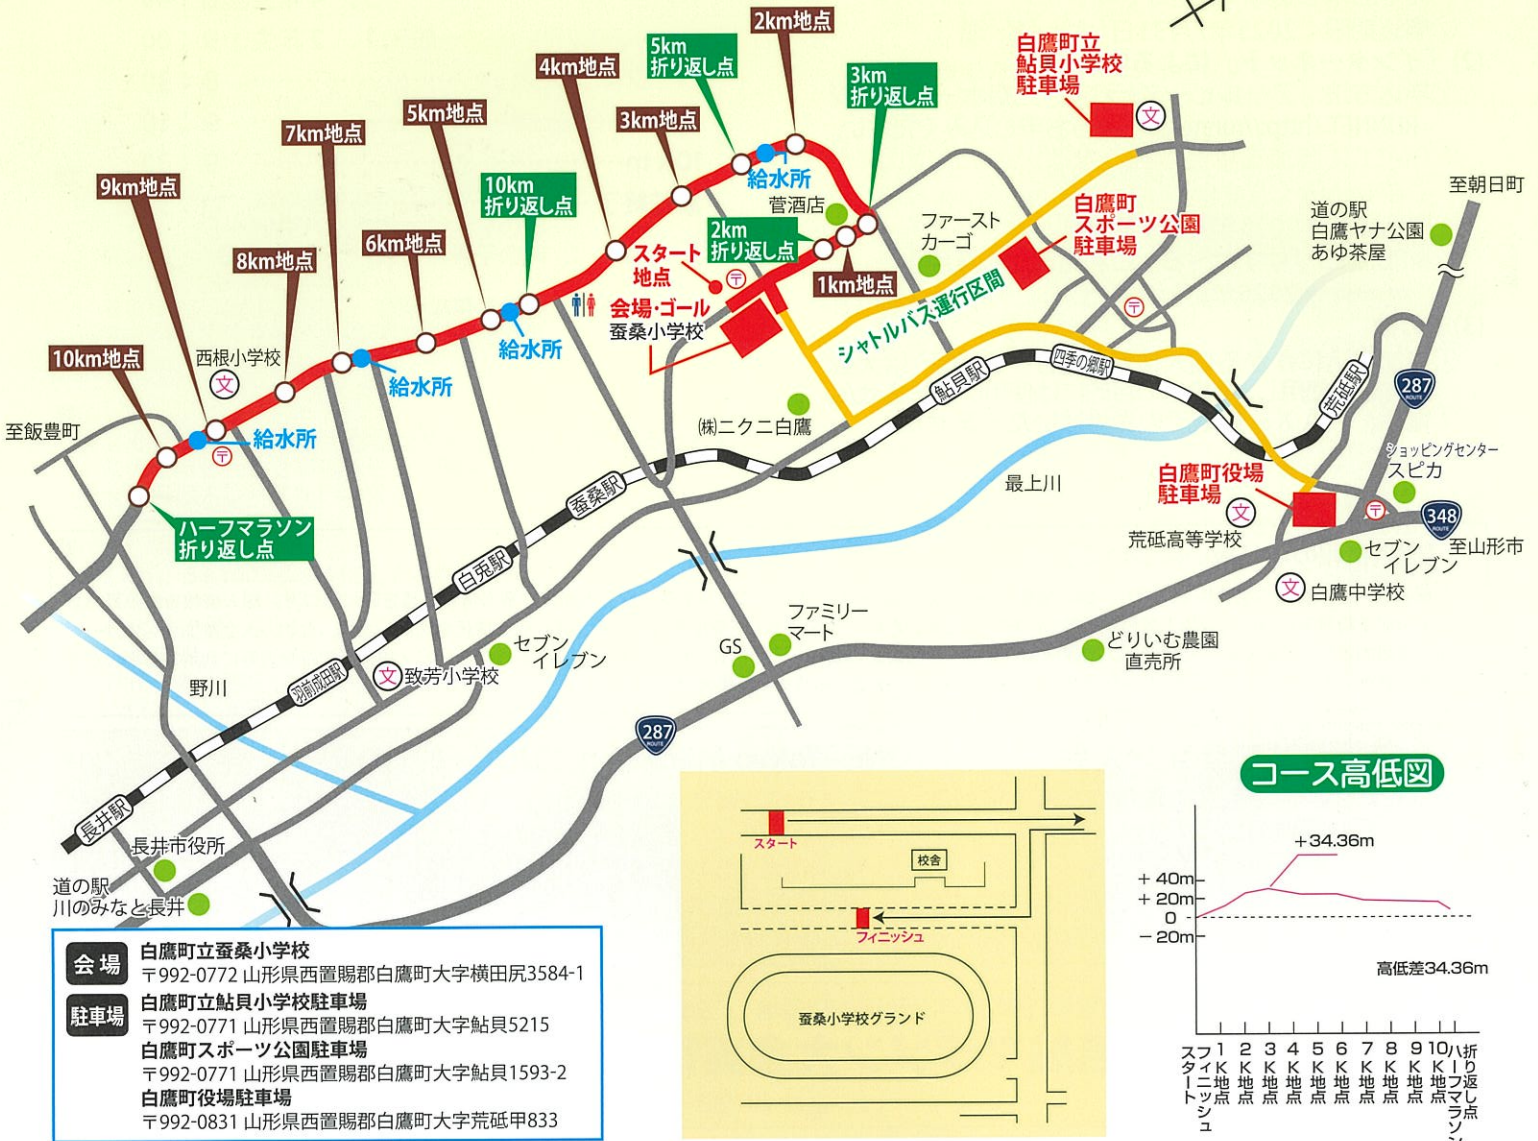 2km地点
5km
折り返し点
4km地点
3km
折り返し点
白鷹町立
鮎貝小学校
駐車場
文
5km地点
3km地点
7km地点
9km地点
給水所
10km
折り返し点
菅酒店
ファースト
カーゴ
白鷹町
スポーツ公園
駐車場
至朝日町
道の駅
白鷹ヤナ公園
あゆ茶屋
6km地点
8km地点
2km
折り返し点
スタート
地点
〒
1km地点
会場・ゴール
蚕桑小学校
シャトルバス運行区間
〒
10km地点
西根小学校
文
給水所
給水所
鮎貝駅
四季の郷駅
荒砥駅
287
ROUTE
至飯豊町
給水所
〒
(株)ニクニ白鷹
ショッピングセンター
スピカ
最上川
白鷹町役場
駐車場
蚕桑駅
文
荒砥高等学校
〒
348
ROUTE
至山形市
ハーフマラソン
折り返し点
白兎駅
セブン
イレブン
文
白鷹中学校
ファミリー
マート
GS
どりいむ農園
直売所
セブン
イレブン
羽前成田駅
文
致芳小学校
野川
287
ROUTE
長井駅
長井市役所
道の駅
川のみなと長井
会場
白鷹町立蚕桑小学校
〒992-0772 山形県西置賜郡白鷹町大字横田尻3584-1
駐車場
白鷹町立鮎貝小学校駐車場
〒992-0771 山形県西置賜郡白鷹町大字鮎貝5215
白鷹町スポーツ公園駐車場
〒992-0771 山形県西置賜郡白鷹町大字鮎貝1593-2
白鷹町役場駐車場
〒992-0831 山形県西置賜郡白鷹町大字荒砥甲833
スタート
校舎
フィニッシュ
蚕桑小学校グランド
コース高低図
+34.36m
+40m
+20m
0
−20m
高低差34.36m
スタート
フィニッシュ
1K地点
2K地点
3K地点
4K地点
5K地点
6K地点
7K地点
8K地点
9K地点
10K地点
ハーフマラソン
折り返し点